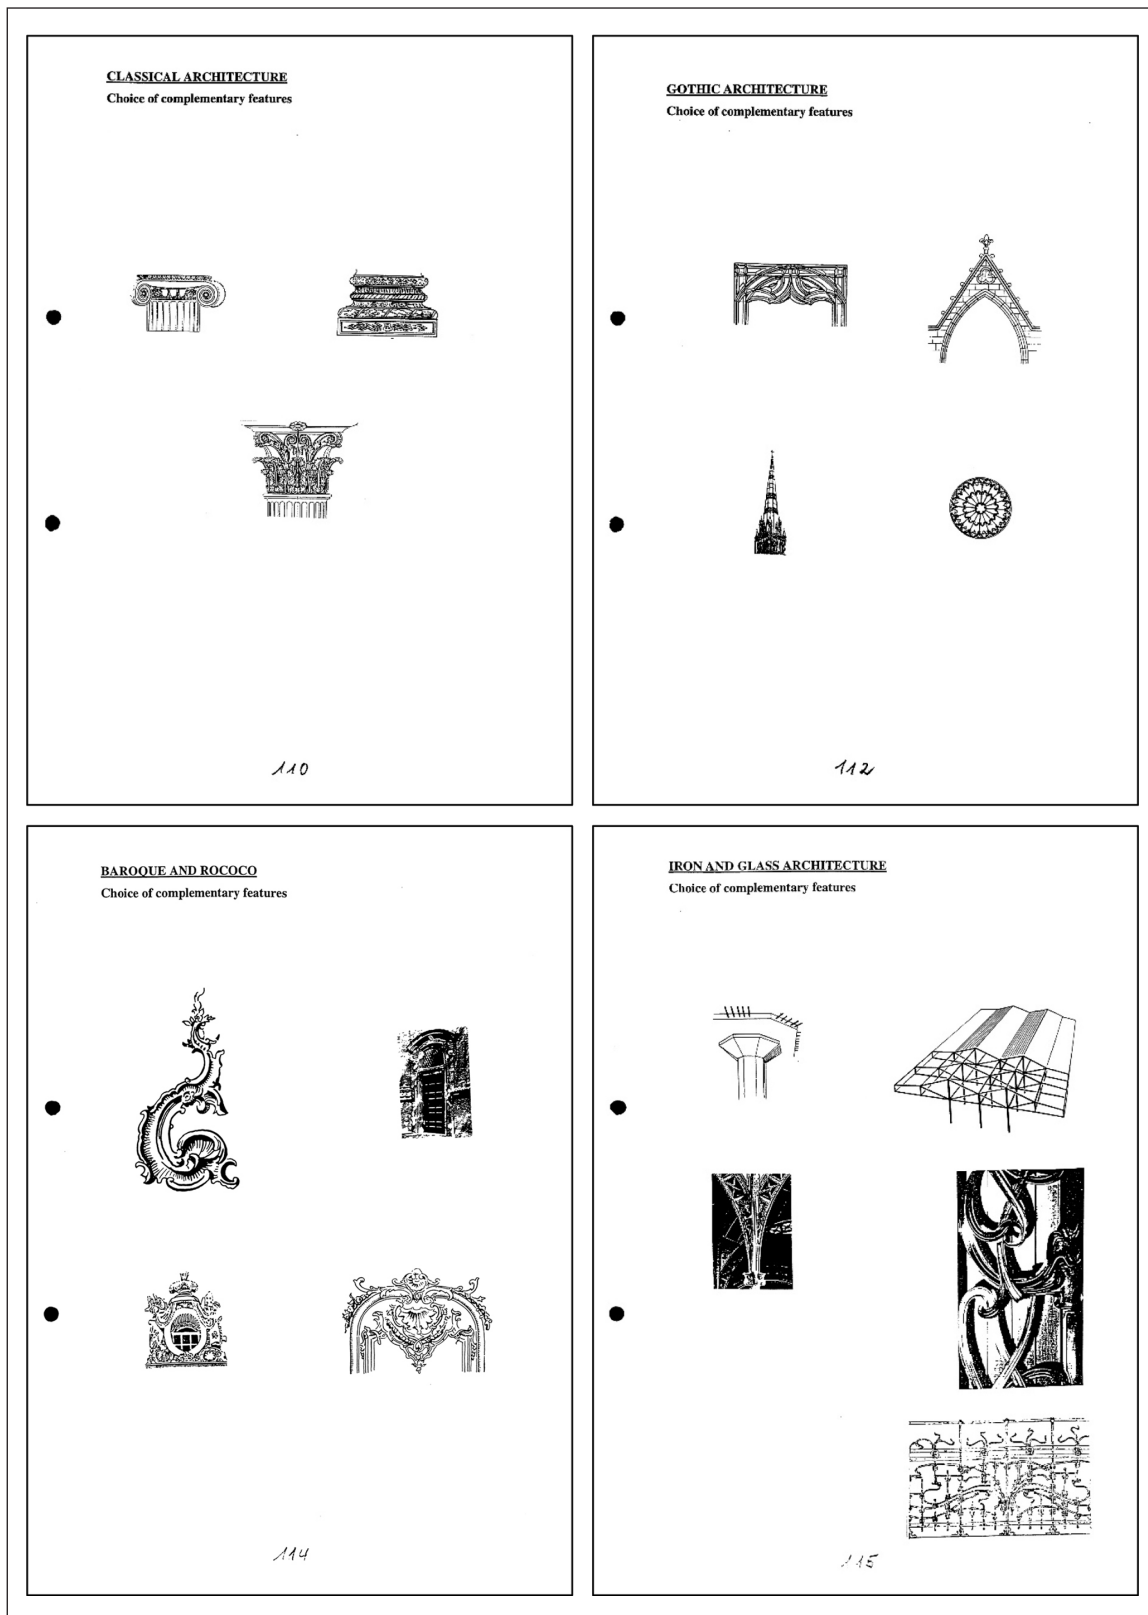 CLASSICAL ARCHITECTURE
Choice of complementary features
110
GOTHIC ARCHITECTURE
Choice of complementary features
112
BAROQUE AND ROCOCO
Choice of complementary features
114
IRON AND GLASS ARCHITECTURE
Choice of complementary features
115